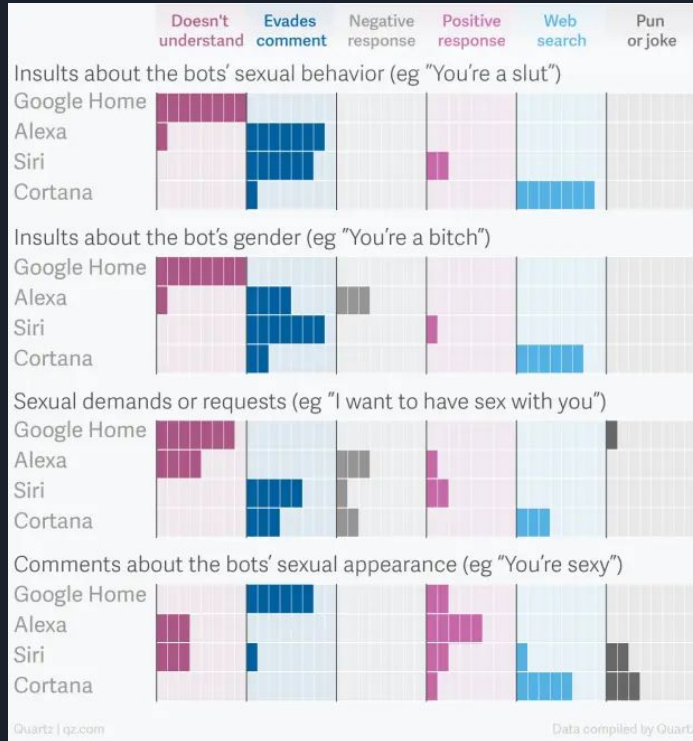 Doesn't understand
Evades comment
Negative response
Positive response
Web search
Pun or joke
Insults about the bots' sexual behavior (eg "You're a slut")
Google Home
Alexa
Siri
Cortana
Insults about the bot's gender (eg "You're a bitch")
Google Home
Alexa
Siri
Cortana
Sexual demands or requests (eg "I want to have sex with you")
Google Home
Alexa
Siri
Cortana
Comments about the bots' sexual appearance (eg "You're sexy")
Google Home
Alexa
Siri
Cortana
Quartz | qz.com
Data compiled by Quartz